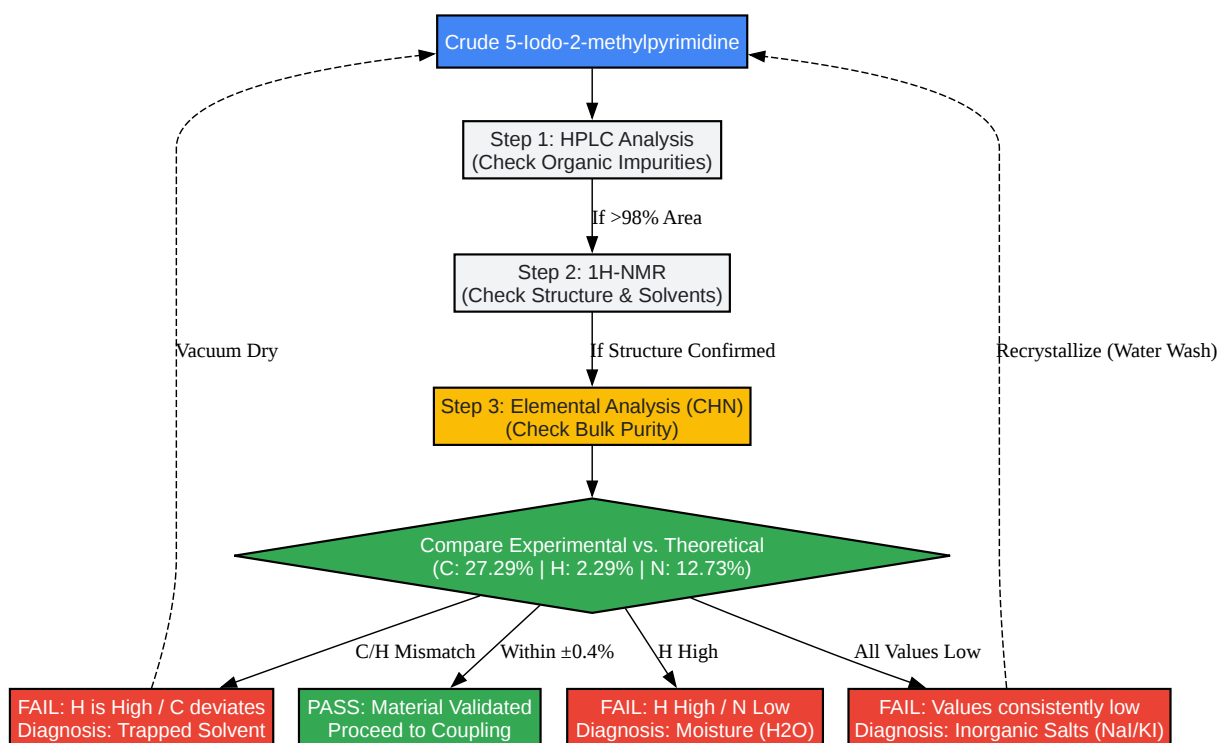 Crude 5-Iodo-2-methylpyrimidine
Step 1: HPLC Analysis
(Check Organic Impurities)
If >98% Area
Step 2: 1H-NMR
(Check Structure & Solvents)
Vacuum Dry
If Structure Confirmed
Recrystallize (Water Wash)
Step 3: Elemental Analysis (CHN)
(Check Bulk Purity)
Compare Experimental vs. Theoretical
(C: 27.29% | H: 2.29% | N: 12.73%)
C/H Mismatch
Within ±0.4%
H High
All Values Low
FAIL: H is High / C deviates
Diagnosis: Trapped Solvent
PASS: Material Validated
Proceed to Coupling
FAIL: H High / N Low
Diagnosis: Moisture (H2O)
FAIL: Values consistently low
Diagnosis: Inorganic Salts (NaI/KI)